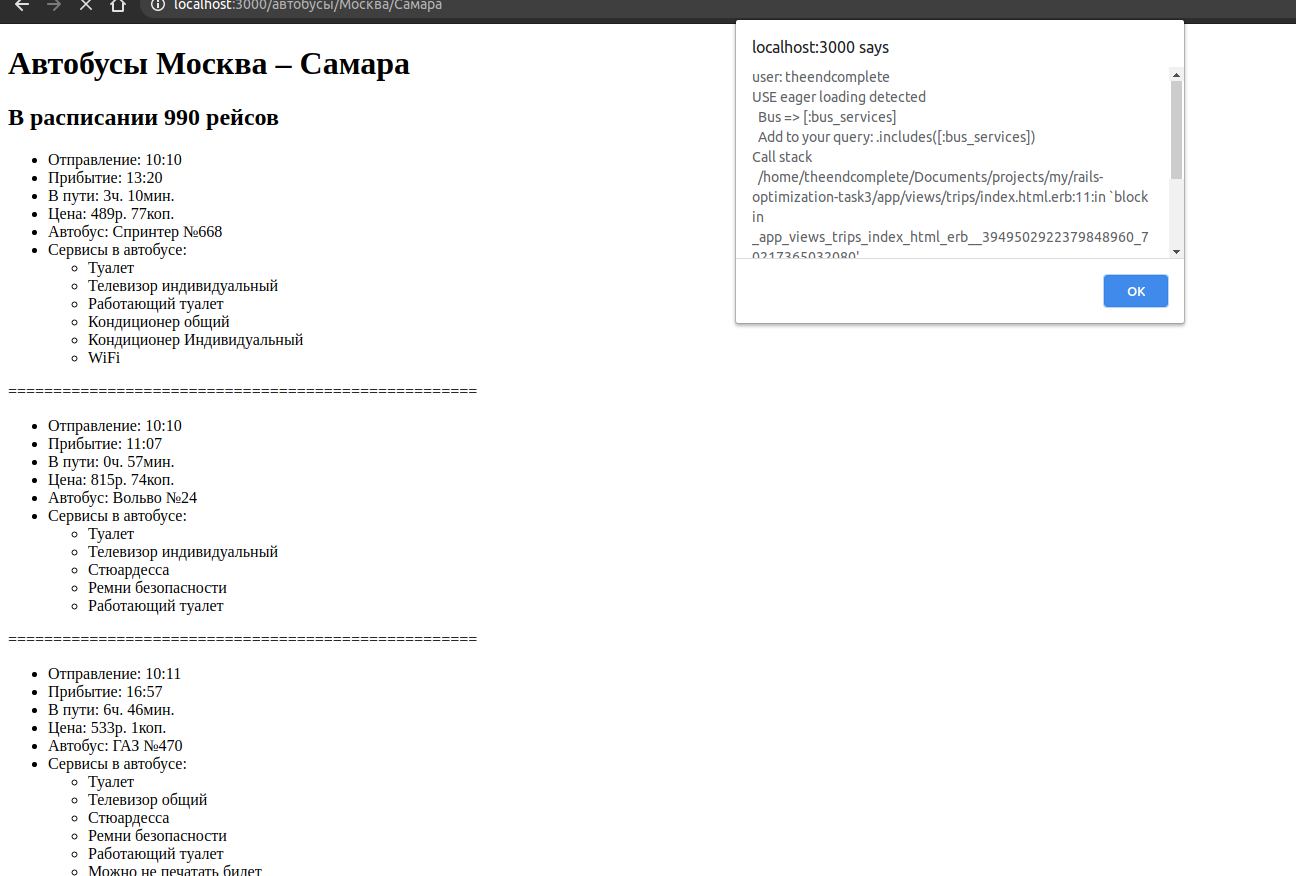 localhost:3000/автобусы/Москва/Самара
Автобусы Москва – Самара
В расписании 990 рейсов
Отправление: 10:10
Прибытие: 13:20
В пути: 3ч. 10мин.
Цена: 489р. 77коп.
Автобус: Спринтер №668
Сервисы в автобусе:
Туалет
Телевизор индивидуальный
Работающий туалет
Кондиционер общий
Кондиционер Индивидуальный
WiFi
====================================================
Отправление: 10:10
Прибытие: 11:07
В пути: 0ч. 57мин.
Цена: 815р. 74коп.
Автобус: Вольво №24
Сервисы в автобусе:
Туалет
Телевизор индивидуальный
Стюардесса
Ремни безопасности
Работающий туалет
====================================================
Отправление: 10:11
Прибытие: 16:57
В пути: 6ч. 46мин.
Цена: 533р. 1коп.
Автобус: ГАЗ №470
Сервисы в автобусе:
Туалет
Телевизор общий
Стюардесса
Ремни безопасности
Работающий туалет
Можно не печатать билет
localhost:3000 says
user: theendcomplete
USE eager loading detected
Bus => [:bus_services]
Add to your query: .includes([:bus_services])
Call stack
/home/theendcomplete/Documents/projects/my/rails-
optimization-task3/app/views/trips/index.html.erb:11:in `block
in
_app_views_trips_index_html_erb__3949502922379848960_7
0217365032080'
OK